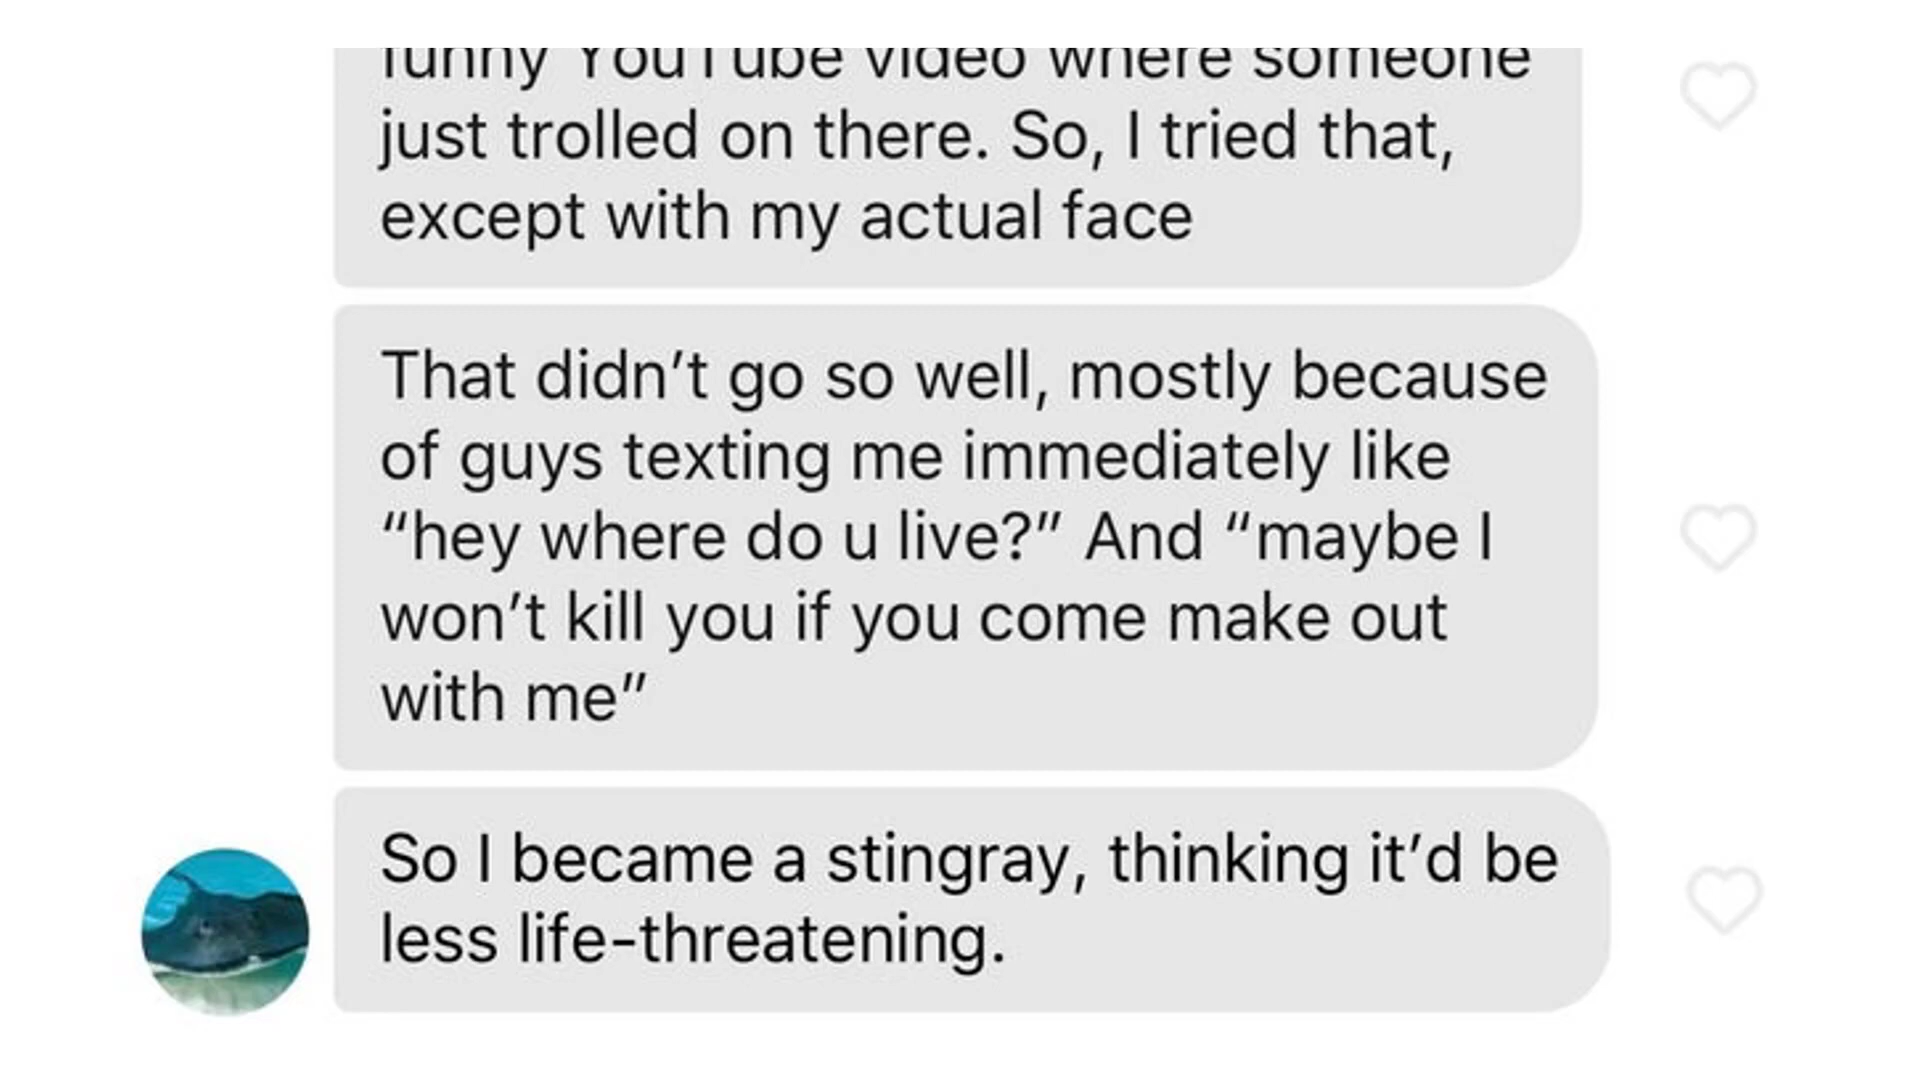 funny YouTube video where someone
just trolled on there. So, I tried that,
except with my actual face
That didn’t go so well, mostly because
of guys texting me immediately like
“hey where do u live?” And “maybe I
won’t kill you if you come make out
with me”
So I became a stingray, thinking it’d be
less life-threatening.